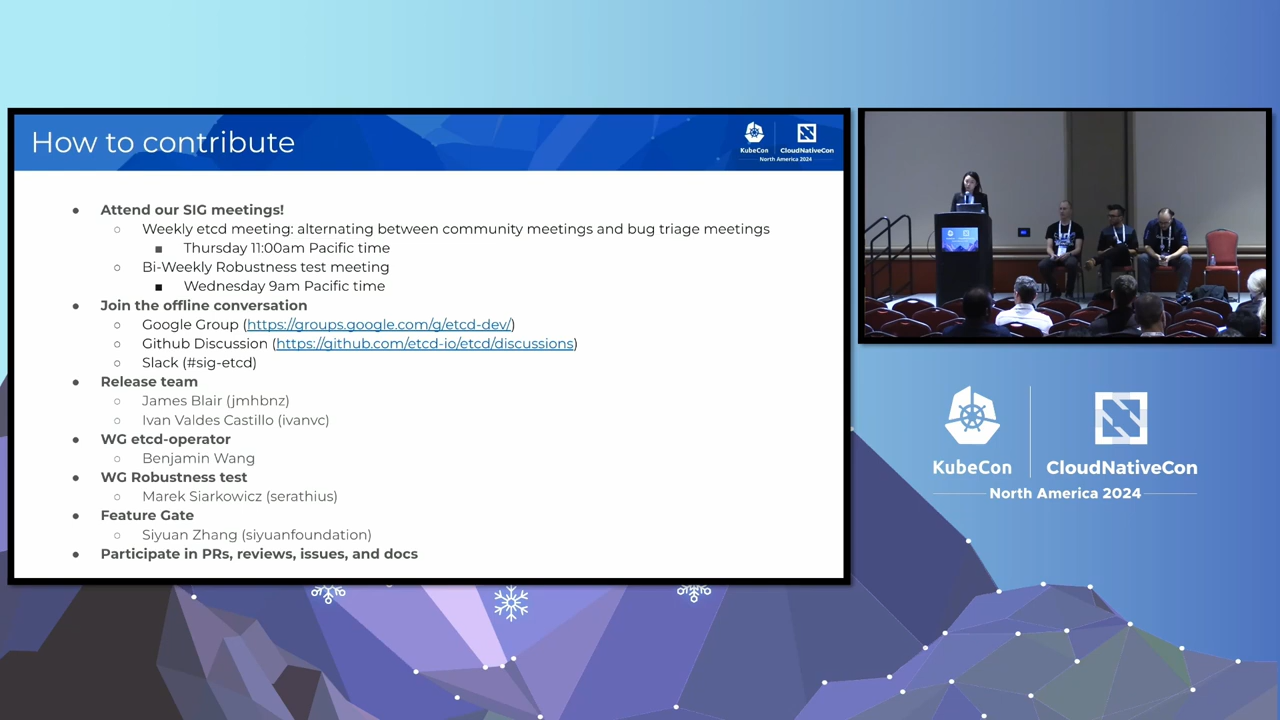 How to contribute
KubeCon
CloudNativeCon
North America 2024
Attend our SIG meetings!
Weekly etcd meeting: alternating between community meetings and bug triage meetings
Thursday 11:00am Pacific time
Bi-Weekly Robustness test meeting
Wednesday 9am Pacific time
Join the offline conversation
Google Group (https://groups.google.com/g/etcd-dev/)
Github Discussion (https://github.com/etcd-io/etcd/discussions)
Slack (#sig-etcd)
Release team
James Blair (jmhbnz)
Ivan Valdes Castillo (ivanvc)
WG etcd-operator
Benjamin Wang
WG Robustness test
Marek Siarkowicz (serathius)
Feature Gate
Siyuan Zhang (siyuanfoundation)
Participate in PRs, reviews, issues, and docs
KubeCon
CloudNativeCon
North America 2024